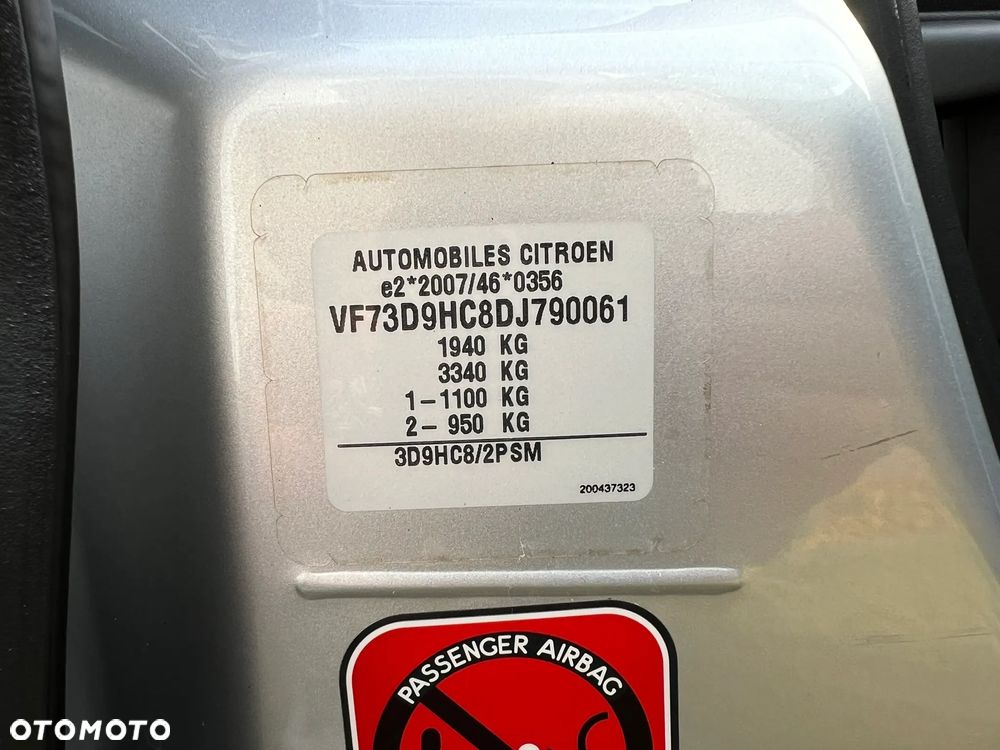 AUTOMOBILES CITROEN
e2*2007/46*0356
VF73D9HC8DJ790061
1940 KG
3340 KG
1-1100 KG
2- 950 KG
3D9HC8/2PSM
200437323
PASSENGER AIRBAG
OTOMOTO